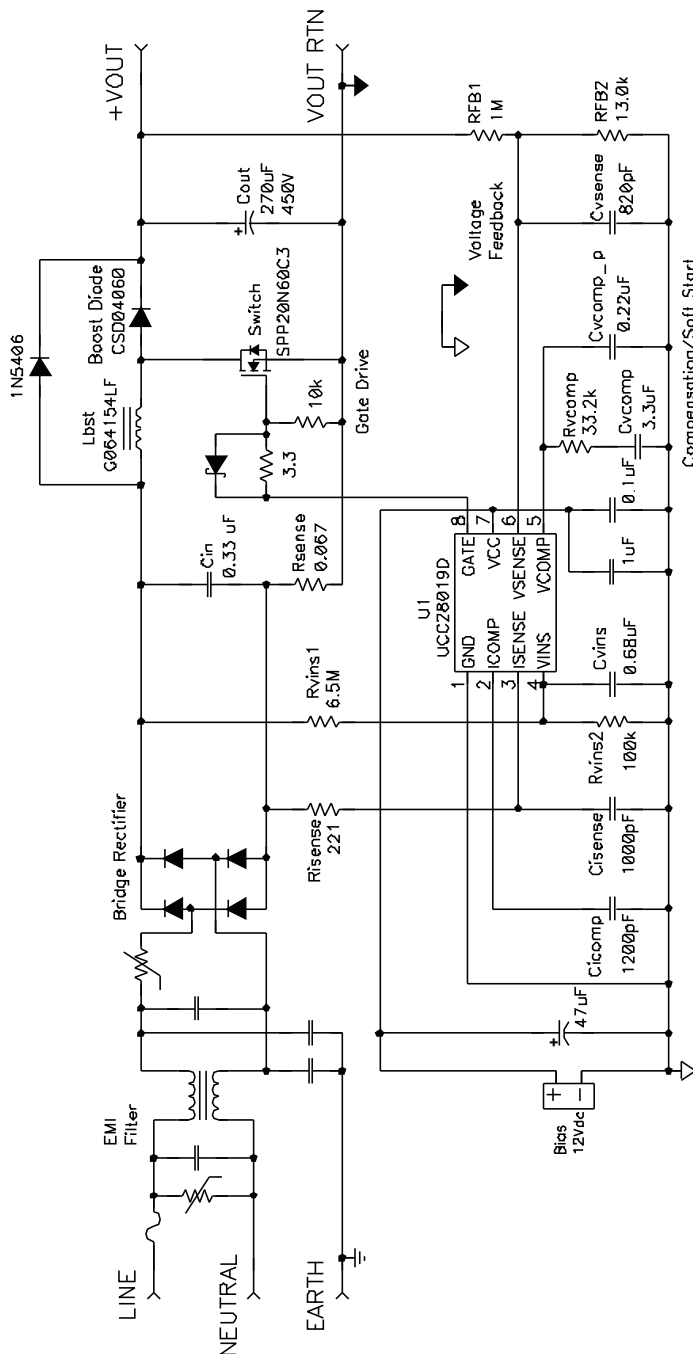 LINE
NEUTRAL
EARTH
EMI
Filter
Bridge Rectifier
1N5406
Lbst
G064154LF
Boost Diode
CSD04060
+VOUT
VOUT RTN
Cin
0.33 uF
Rsense
0.067
3.3
10k
Gate Drive
Switch
SPP20N60C3
Cout
270uF
450V
+
Risense
221
Rvins1
6.5M
U1
UCC28019D
1
GND
2
ICOMP
3
ISENSE
4
VINS
GATE
8
VCC
7
VSENSE
6
VCOMP
5
Voltage
Feedback
RFB1
1M
RFB2
13.0k
Cvsense
820pF
Cvcomp_p
0.22uF
Rvcomp
33.2k
Cvcomp
3.3uF
0.1uF
1uF
Cvins
0.68uF
Rvins2
100k
Cisense
1000pF
Cicomp
1200pF
47uF
+
Bias
12Vdc
+
-
Compensation/Soft Start